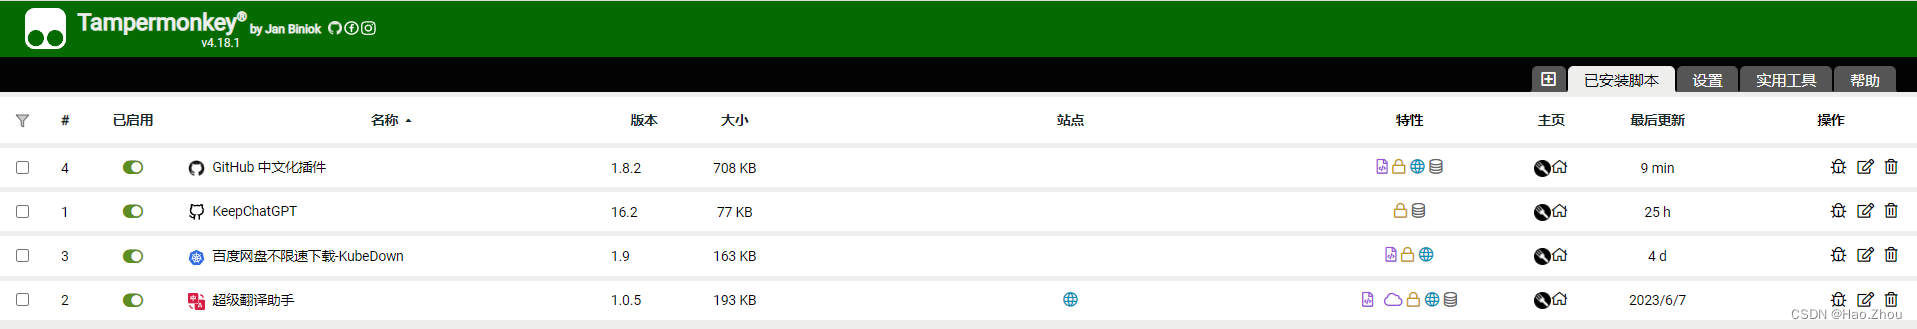 Tampermonkey® by Jan Biniok
v4.18.1
已安装脚本 设置 实用工具 帮助
# 已启用 名称 版本 大小 站点 特性 主页 最后更新 操作
4 GitHub 中文化插件 1.8.2 708 KB 9 min
1 KeepChatGPT 16.2 77 KB 25 h
3 百度网盘不限速下载-KubeDown 1.9 163 KB 4 d
2 超级翻译助手 1.0.5 193 KB 2023/6/7
CSDN @Hao.Zhou